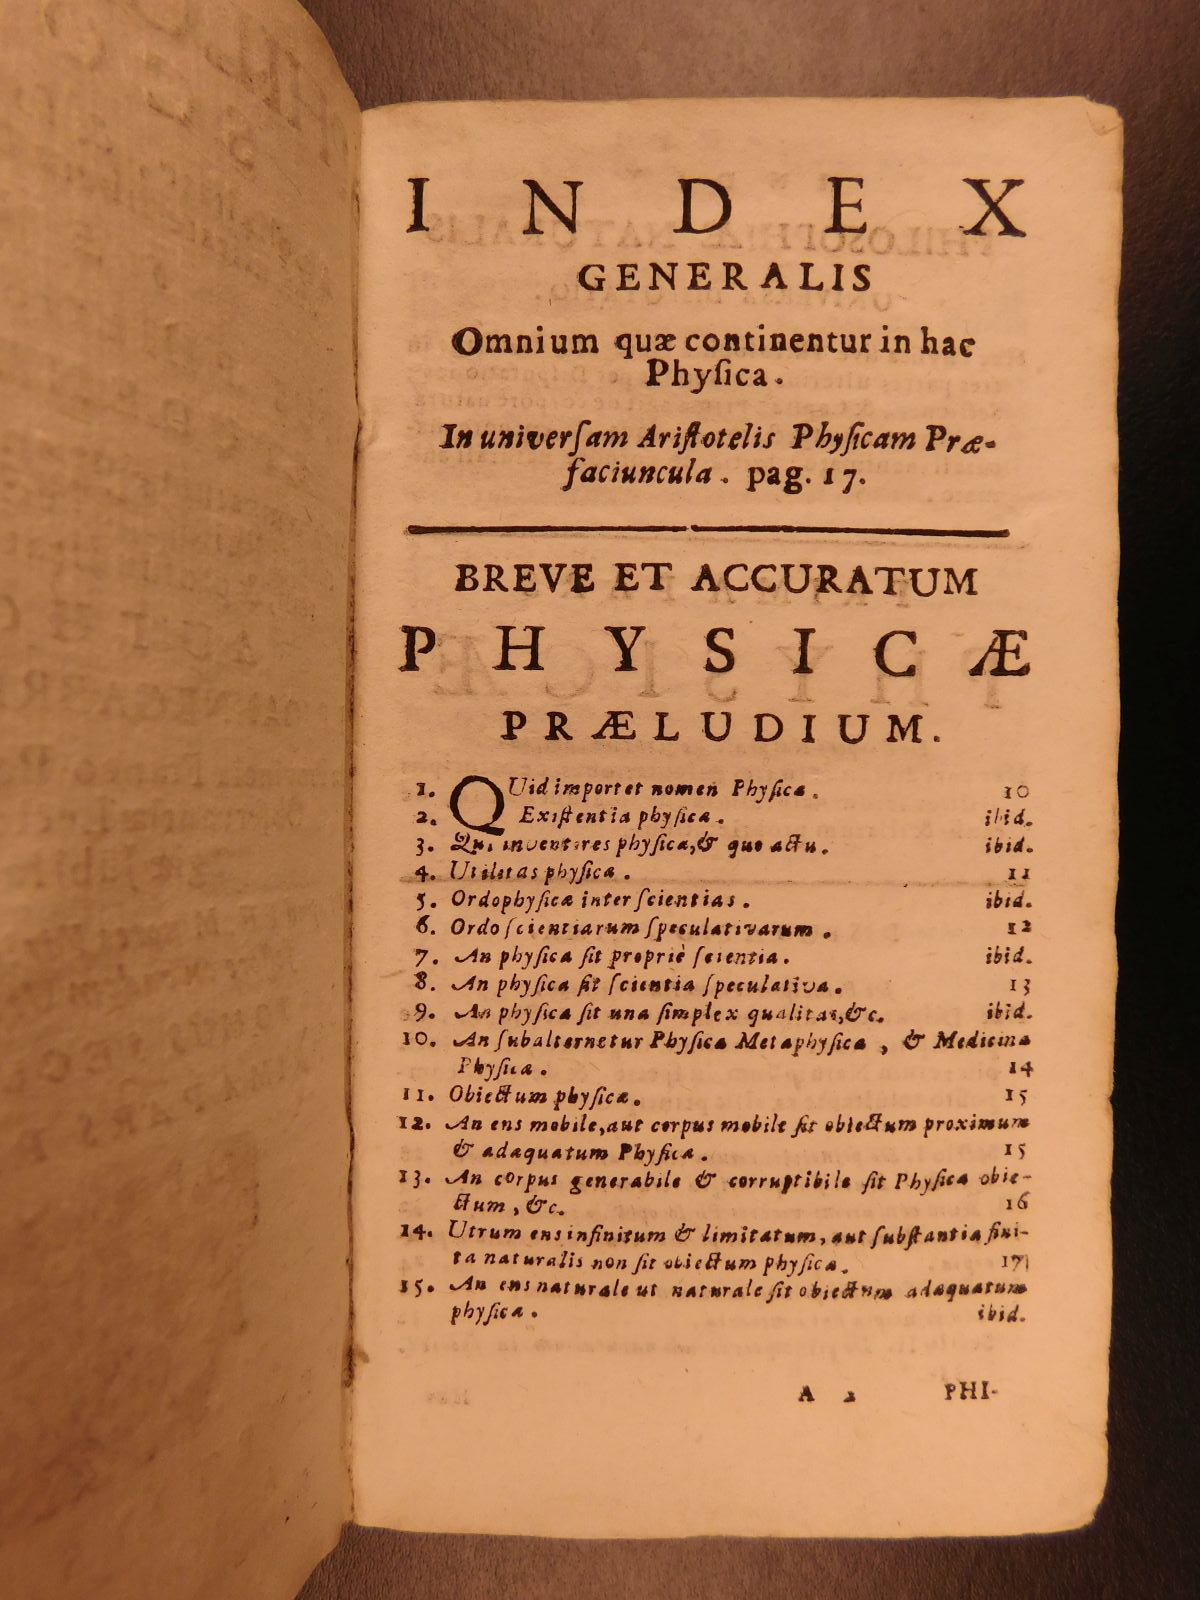 INDEX
GENERALIS
Omnium quæ continentur in hac
Phyſica.
In univerſam Ariſtotelis Phyſicam Præ-
faciuncula. pag. 17.
BREVE ET ACCURATUM
PHYSICÆ
PRÆLUDIUM.
1. QUid importet nomen Phyſicæ. 10
2. Exiſtentia phyſicæ. ibid.
3. Qui inventores phyſicæ, & quo actu. ibid.
4. Utilitas phyſicæ. 11
5. Ordo phyſicæ inter ſcientias. ibid.
6. Ordo ſcientiarum ſpeculativarum. 12
7. An phyſica ſit propriè ſcientia. ibid.
8. An phyſica ſit ſcientia ſpeculativa. 13
9. An phyſica ſit una ſimplex qualitas, &c. ibid.
10. An ſubalternetur Phyſica Metaphyſicæ, & Medicina
Phyſicæ. 14
11. Obiectum phyſicæ. 15
12. An ens mobile, aut corpus mobile ſit obiectum proximum
& adæquatum Phyſicæ. 15
13. An corpus generabile & corruptibile ſit Phyſicæ obie-
ctum, &c. 16
14. Utrum ens infinitum & limitatum, aut ſubſtantia fini-
ta naturalis non ſit obiectum phyſicæ. 17
15. An ens naturale ut naturale ſit obiectum adæquatum
phyſicæ. ibid.
A 2 PHI-